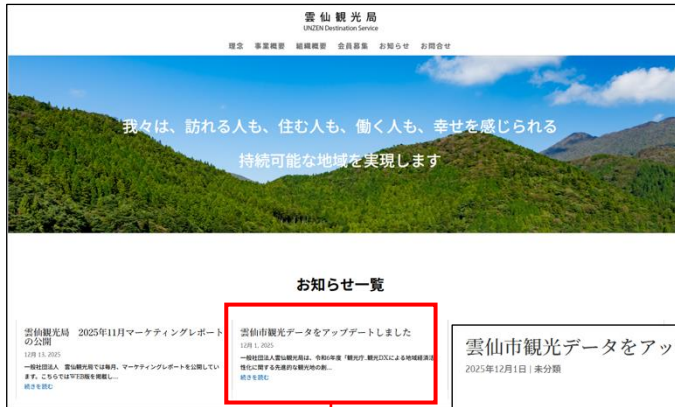 雲仙観光局
UNZEN Destination Service
理念 事業概要 組織概要 会員募集 お知らせ お問合せ
我々は、訪れる人も、住む人も、働く人も、幸せを感じられる
持続可能な地域を実現します
お知らせ一覧
雲仙観光局 2025年11月マーケティングレポート
の公開
12月 13, 2025
一般社団法人 雲仙観光局では毎月、マーケティングレポートを公開してい
ます。こちらではWEB版を掲載し...
続きを読む
雲仙市観光データをアップデートしました
12月 1, 2025
一般社団法人雲仙観光局は、令和6年度「観光庁_観光DXによる地域経済活
性化に関する先進的な観光地の創...
続きを読む
雲仙市観光データをアッ
2025年12月1日 | 未分類